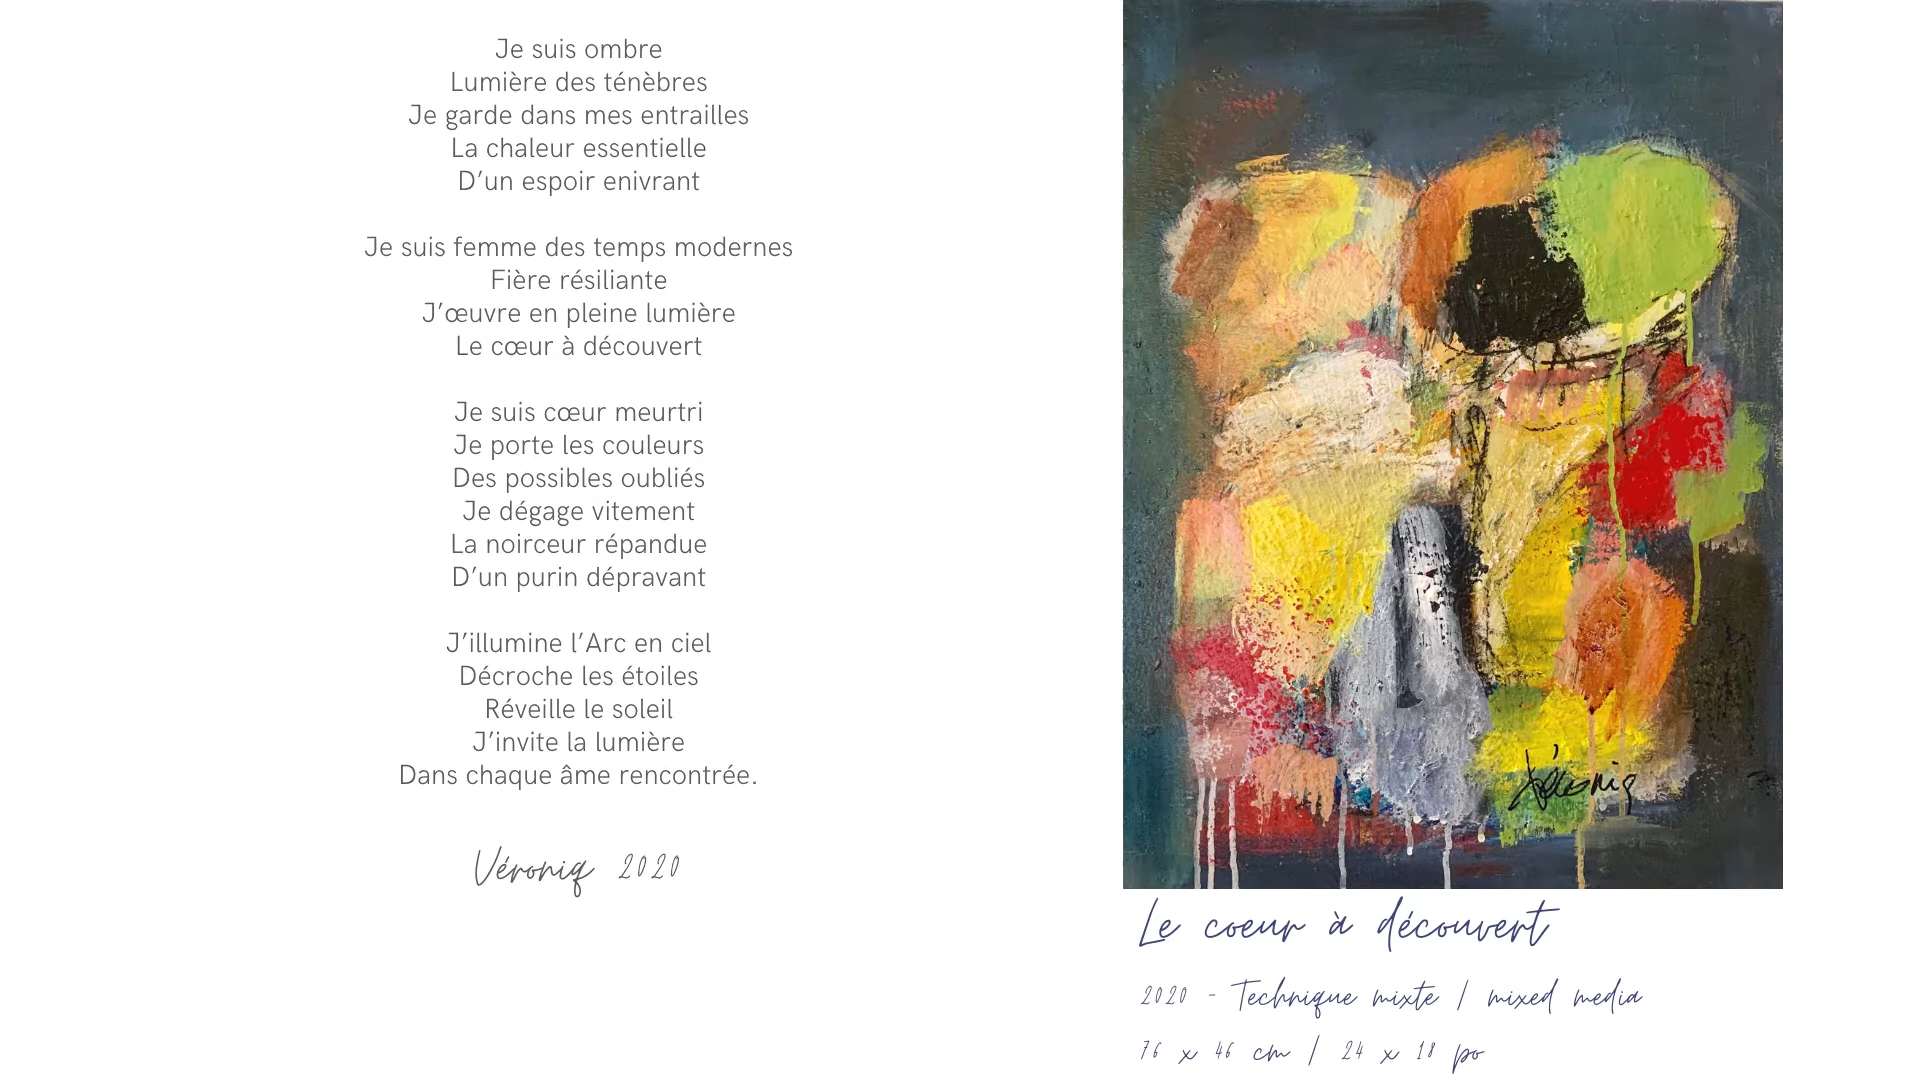 Je suis ombre
Lumière des ténèbres
Je garde dans mes entrailles
La chaleur essentielle
D’un espoir enivrant
Je suis femme des temps modernes
Fière résiliante
J’œuvre en pleine lumière
Le cœur à découvert
Je suis cœur meurtri
Je porte les couleurs
Des possibles oubliés
Je dégage vitement
La noirceur répandue
D’un purin dépravant
J’illumine l’Arc en ciel
Décroche les étoiles
Réveille le soleil
J’invite la lumière
Dans chaque âme rencontrée.
Véroniq 2020
Véroniq
Le coeur à découvert
2020 - Technique mixte / mixed media
76 x 46 cm / 24 x 18 po